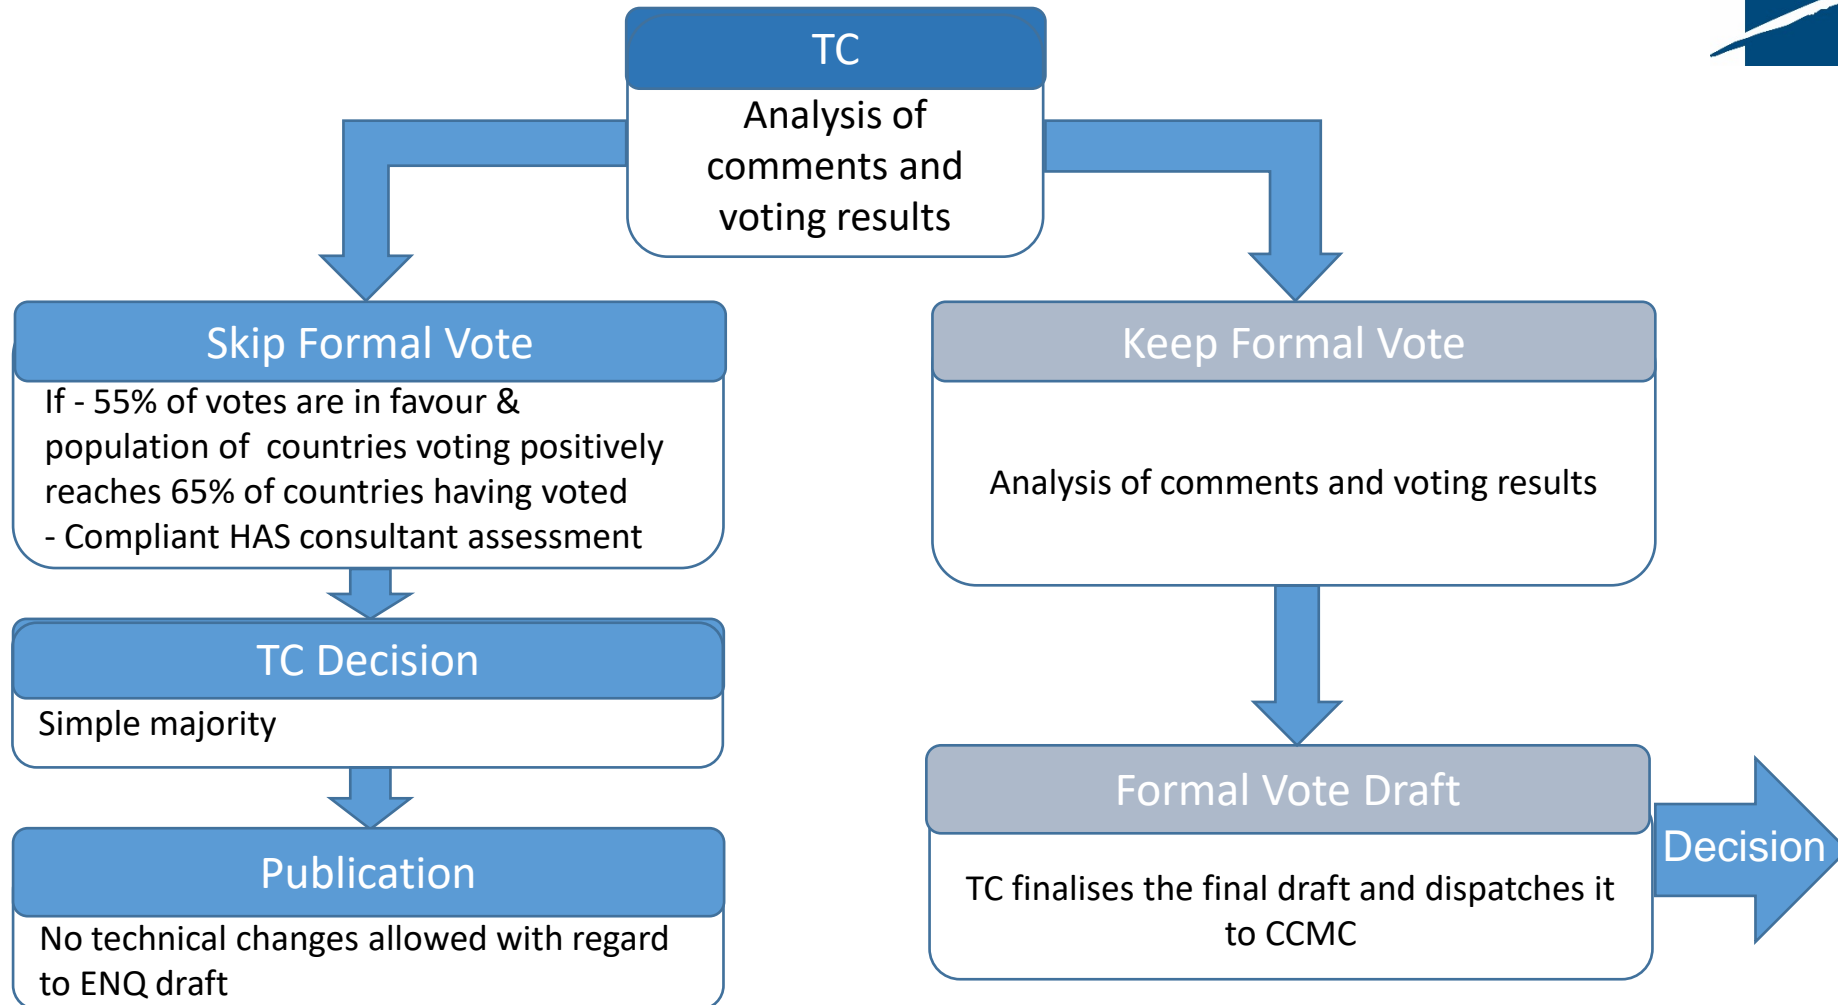 TC
Analysis of
comments and
voting results
Skip Formal Vote
If - 55% of votes are in favour &
population of  countries voting positively
reaches 65% of countries having voted
- Compliant HAS consultant assessment
TC Decision
Simple majority
Publication
No technical changes allowed with regard
to ENQ draft
Keep Formal Vote
Analysis of comments and voting results
Formal Vote Draft
TC finalises the final draft and dispatches it
to CCMC
Decision